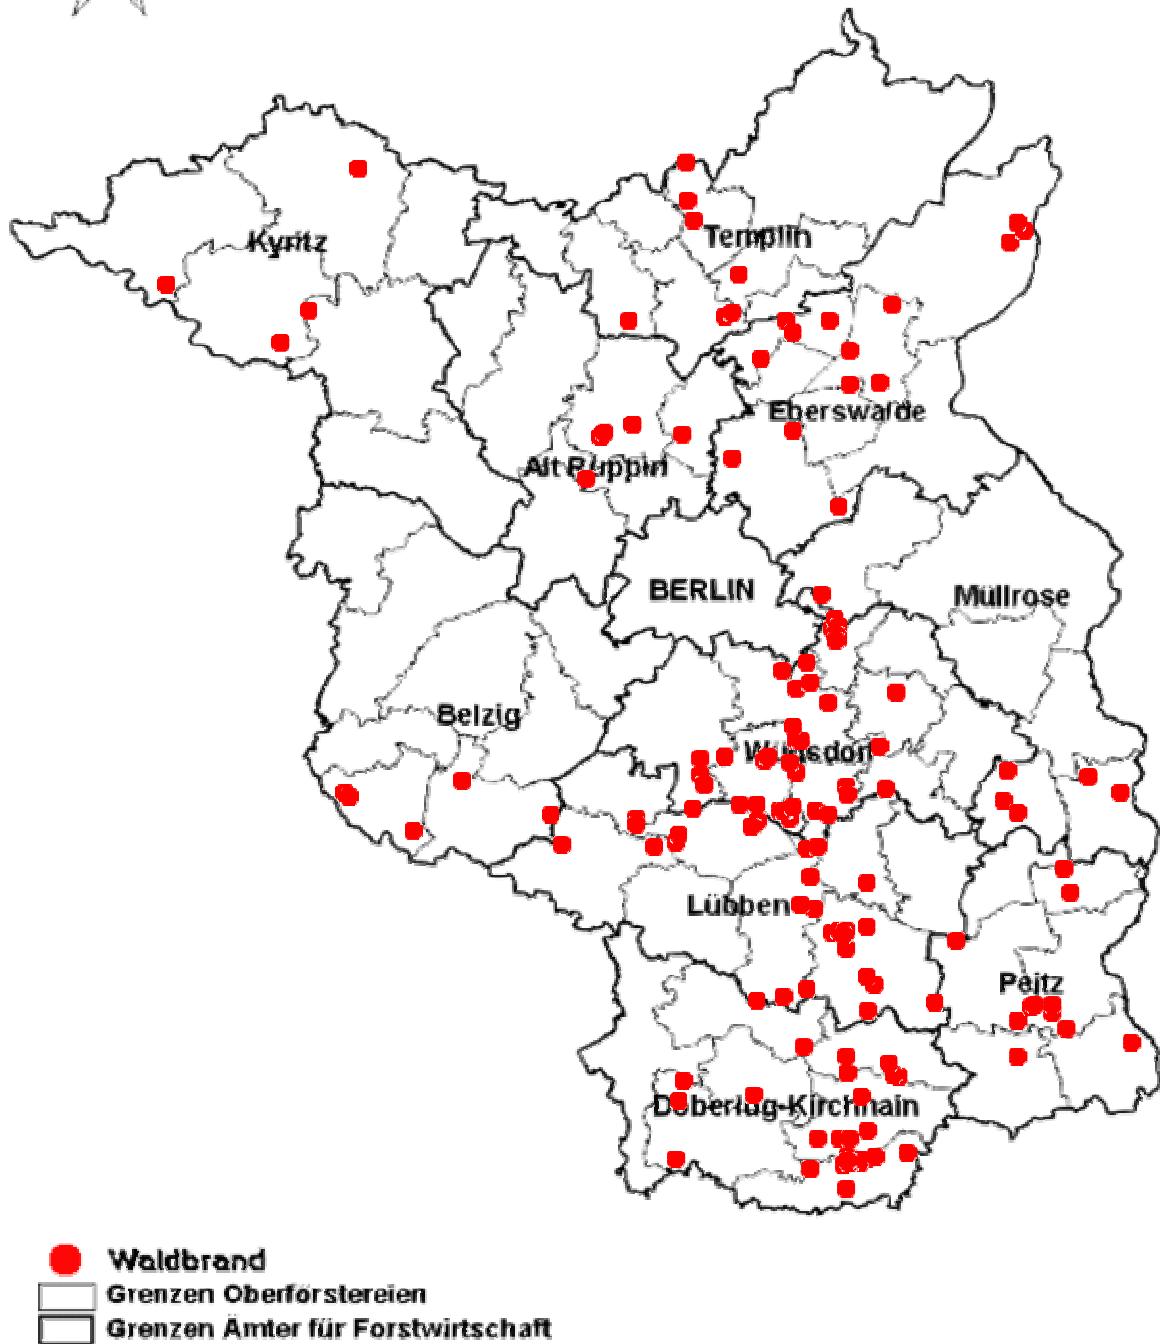 Kyritz
Templin
Eberswalde
Alt Ruppin
BERLIN
Müllrose
Belzig
Wünsdorf
Lübben
Peitz
Doberlug-Kirchhain
Waldbrand
Grenzen Oberförstereien
Grenzen Ämter für Forstwirtschaft